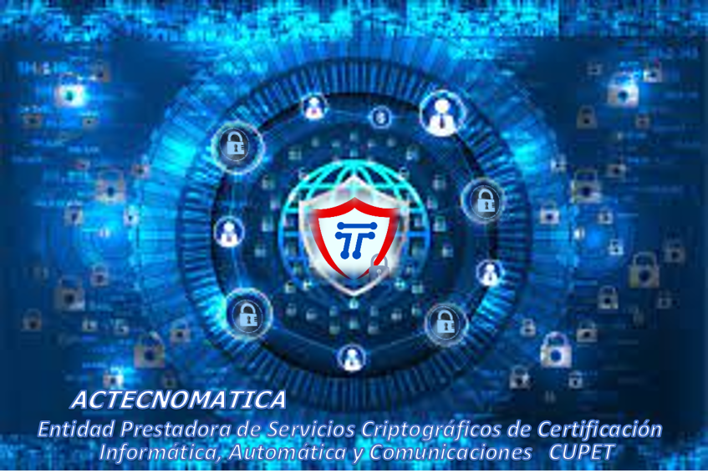 ACTECNOMATICA
Entidad Prestadora de Servicios Criptográficos de Certificación
Informática, Automática y Comunicaciones CUPET